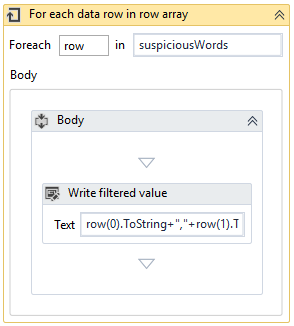 For each data row in row array
Foreach row in suspiciousWords
Body
Body
Write filtered value
Text row(0).ToString+","+row(1).T